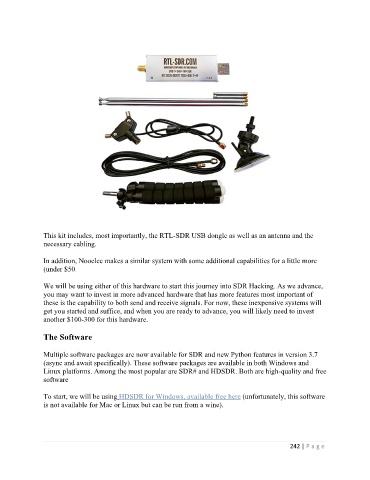 RTL-SDR.COM
This kit includes, most importantly, the RTL-SDR USB dongle as well as an antenna and the
necessary cabling.
In addition, Nooelec makes a similar system with some additional capabilities for a little more
(under $50.
We will be using either of this hardware to start this journey into SDR Hacking. As we advance,
you may want to invest in more advanced hardware that has more features most important of
these is the capability to both send and receive signals. For now, these inexpensive systems will
get you started and suffice, and when you are ready to advance, you will likely need to invest
another $100-300 for this hardware.
The Software
Multiple software packages are now available for SDR and new Python features in version 3.7
(async and await specifically). These software packages are available in both Windows and
Linux platforms. Among the most popular are SDR# and HDSDR. Both are high-quality and free
software
To start, we will be using HDSDR for Windows, available free here (unfortunately, this software
is not available for Mac or Linux but can be run from a wine).
242 | P a g e